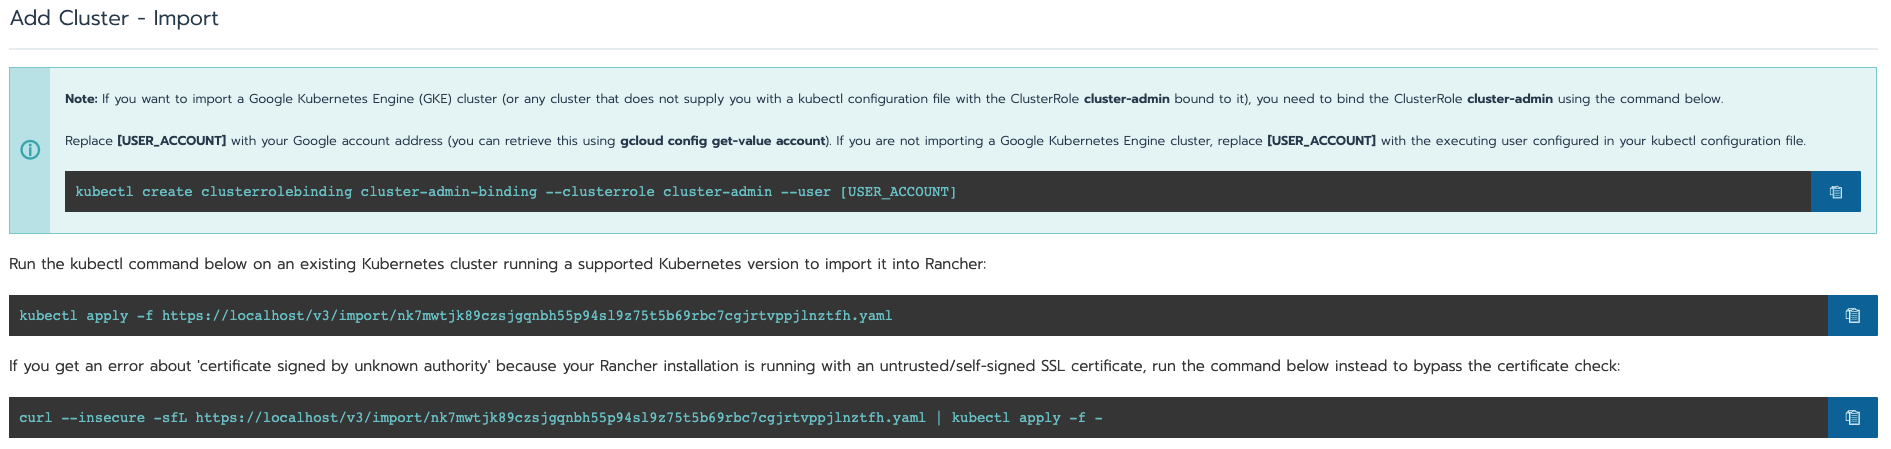 Add Cluster - Import
Note: If you want to import a Google Kubernetes Engine (GKE) cluster (or any cluster that does not supply you with a kubectl configuration file with the ClusterRole cluster-admin bound to it), you need to bind the ClusterRole cluster-admin using the command below.
Replace [USER_ACCOUNT] with your Google account address (you can retrieve this using gcloud config get-value account). If you are not importing a Google Kubernetes Engine cluster, replace [USER_ACCOUNT] with the executing user configured in your kubectl configuration file.
kubectl create clusterrolebinding cluster-admin-binding --clusterrole cluster-admin --user [USER_ACCOUNT]
Run the kubectl command below on an existing Kubernetes cluster running a supported Kubernetes version to import it into Rancher:
kubectl apply -f https://localhost/v3/import/nk7mwtjk89czsjgqnbh55p94sl9z75t5b69rbc7cgjrtvppjlnztfh.yaml
If you get an error about 'certificate signed by unknown authority' because your Rancher installation is running with an untrusted/self-signed SSL certificate, run the command below instead to bypass the certificate check:
curl --insecure -sfL https://localhost/v3/import/nk7mwtjk89czsjgqnbh55p94sl9z75t5b69rbc7cgjrtvppjlnztfh.yaml | kubectl apply -f -